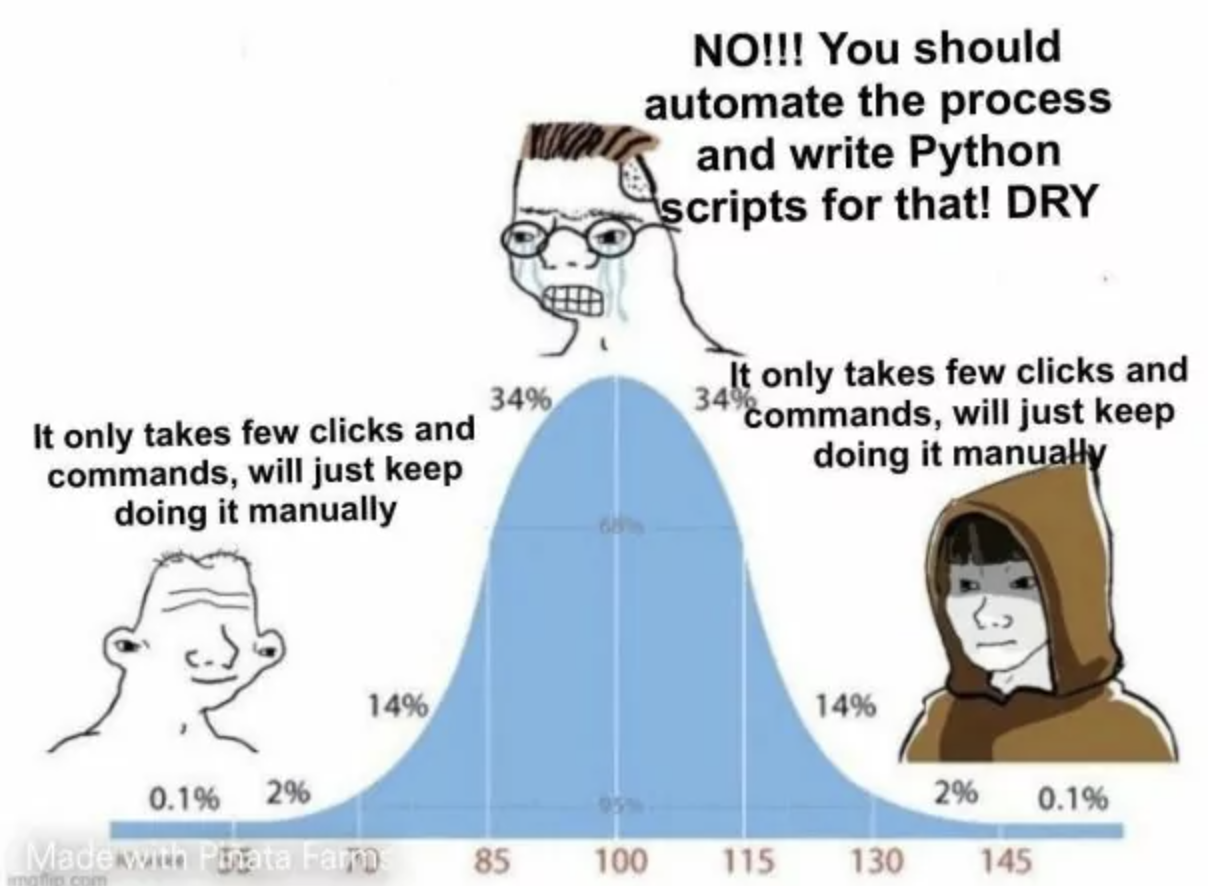 NO!!! You should
automate the process
and write Python
scripts for that! DRY
It only takes few clicks and
commands, will just keep
doing it manually
It only takes few clicks and
commands, will just keep
doing it manually
34% 34%
68%
14% 14%
95%
0.1% 2% 2% 0.1%
55 70 85 100 115 130 145
Made with Piñata Farms
imgflip.com